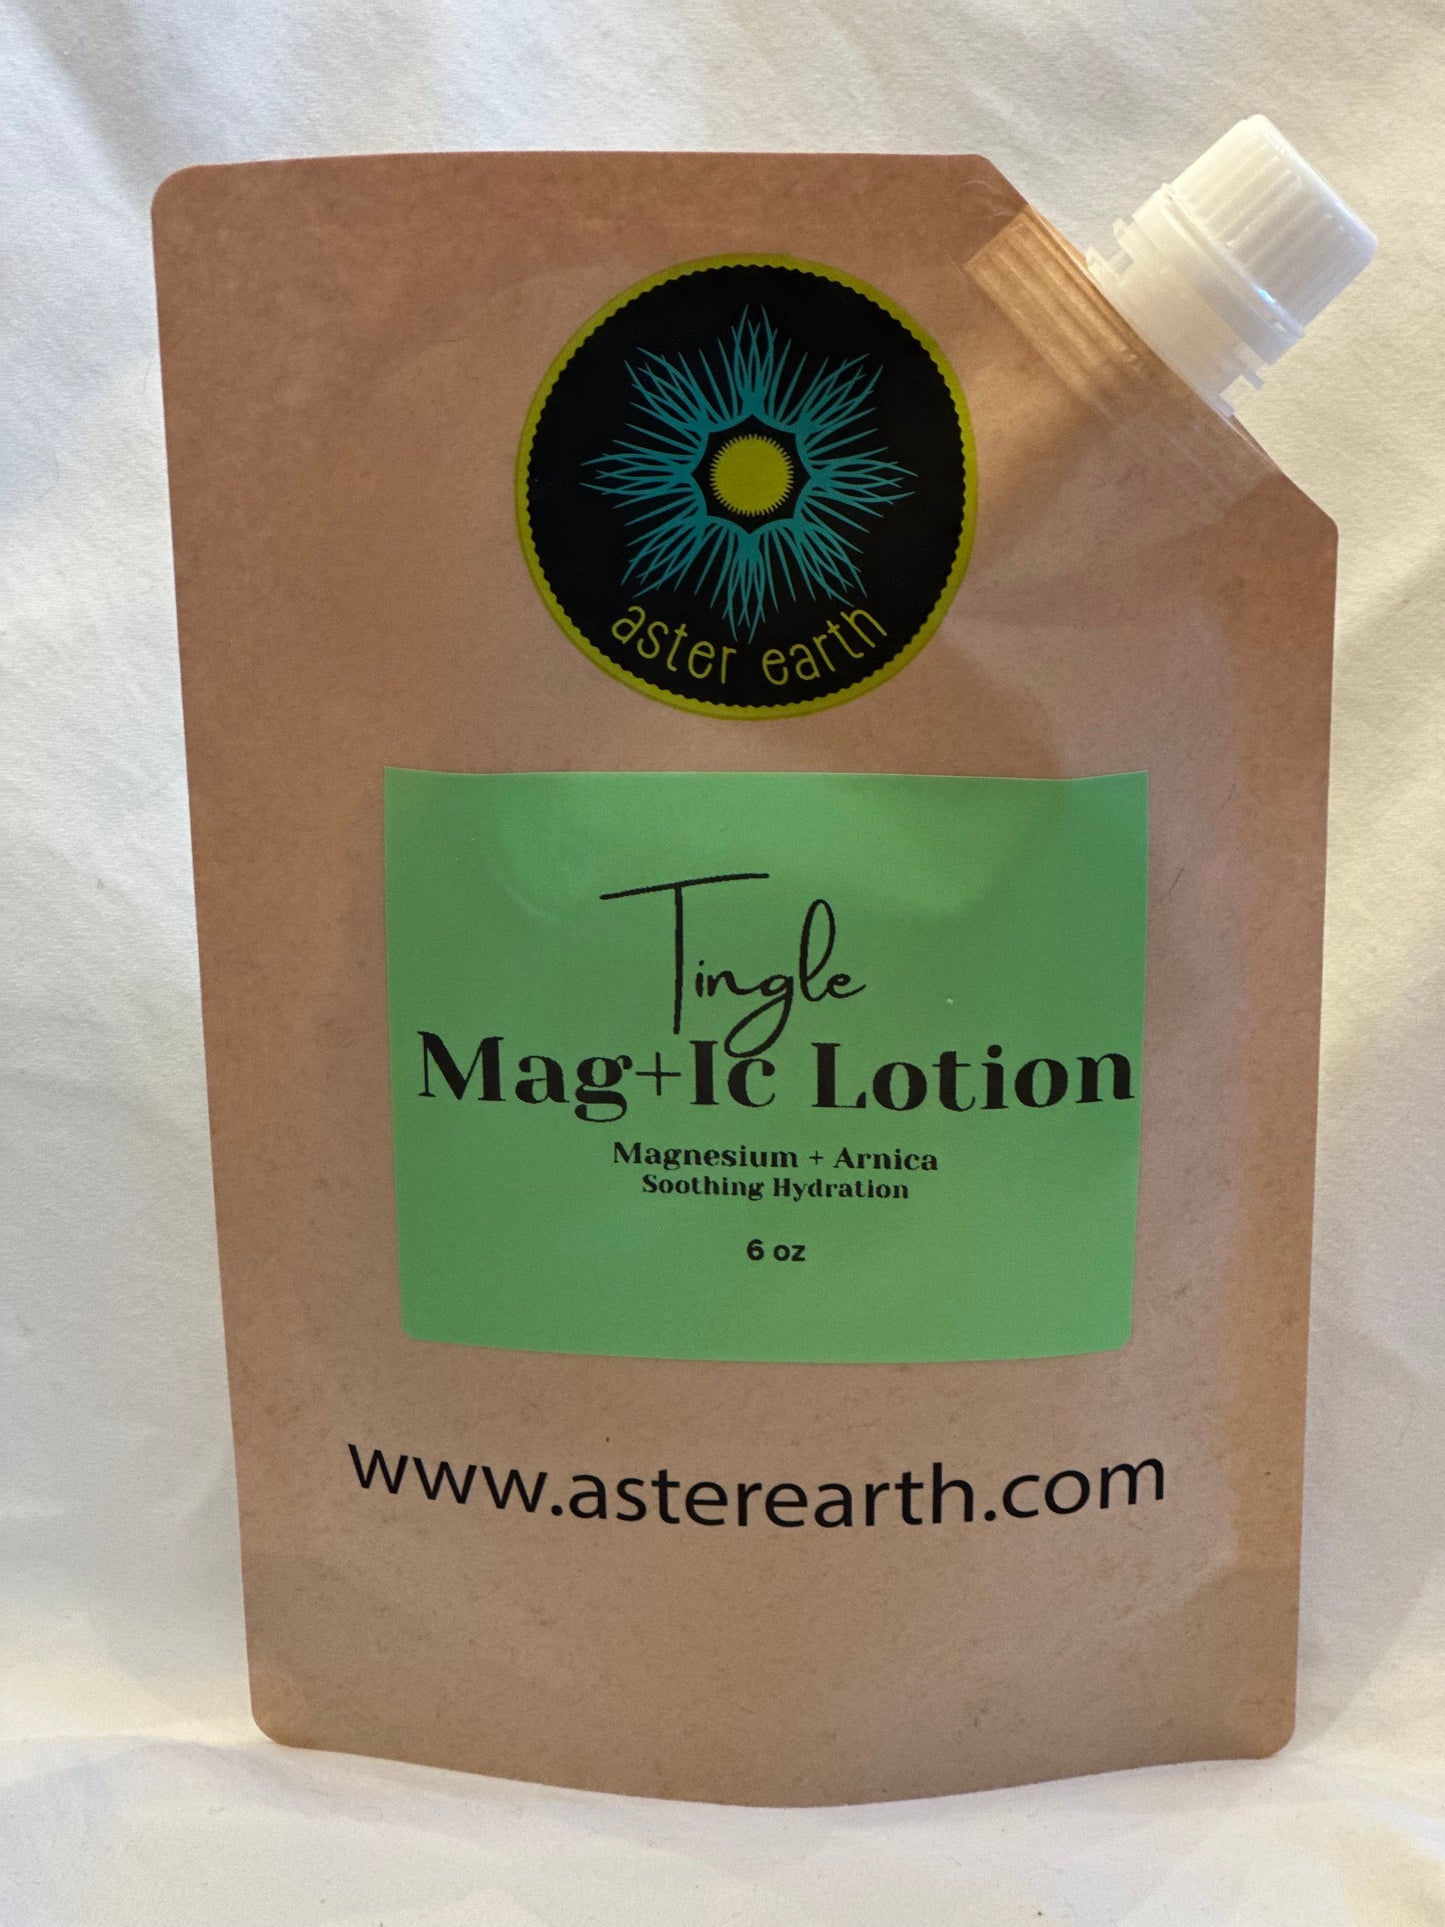 aster earth
Tingle
Mag+Ic Lotion
Magnesium + Arnica
Soothing Hydration
6 oz
www.asterearth.com